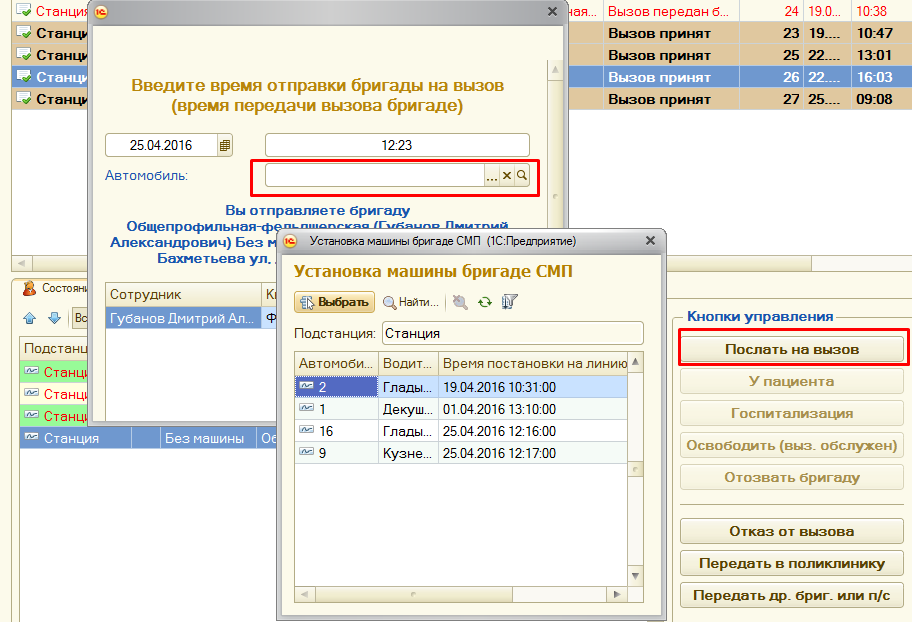 Станция
ная...
Вызов передан б...
24
19.0...
10:38
Станци
Вызов принят
23
19....
10:47
Станци
Вызов принят
25
22....
13:01
Станци
Вызов принят
26
22....
16:03
Станци
Вызов принят
27
25....
09:08
Введите время отправки бригады на вызов
(время передачи вызова бригаде)
25.04.2016
12:23
Автомобиль:
...
Вы отправляете бригаду
Общепрофильная-фельдшерская (Губанов Дмитрий
Александрович) Без м
Бахметьева ул,
Сотрудник
Губанов Дмитрий Ал...
Ф
Состояни
Вс
Подстанц
Станци
Станци
Станци
Станция
Без машины
Об
Установка машины бригаде СМП (1С:Предприятие)
Установка машины бригаде СМП
Выбрать
Найти...
Подстанция:
Станция
Автомоби...
Водит...
Время постановки на линию
2
Глады...
19.04.2016 10:31:00
1
Декуш...
01.04.2016 13:10:00
16
Глады...
25.04.2016 12:16:00
9
Кузне...
25.04.2016 12:17:00
Кнопки управления
Послать на вызов
У пациента
Госпитализация
Освободить (выз. обслужен)
Отозвать бригаду
Отказ от вызова
Передать в поликлинику
Передать др. бриг. или п/с